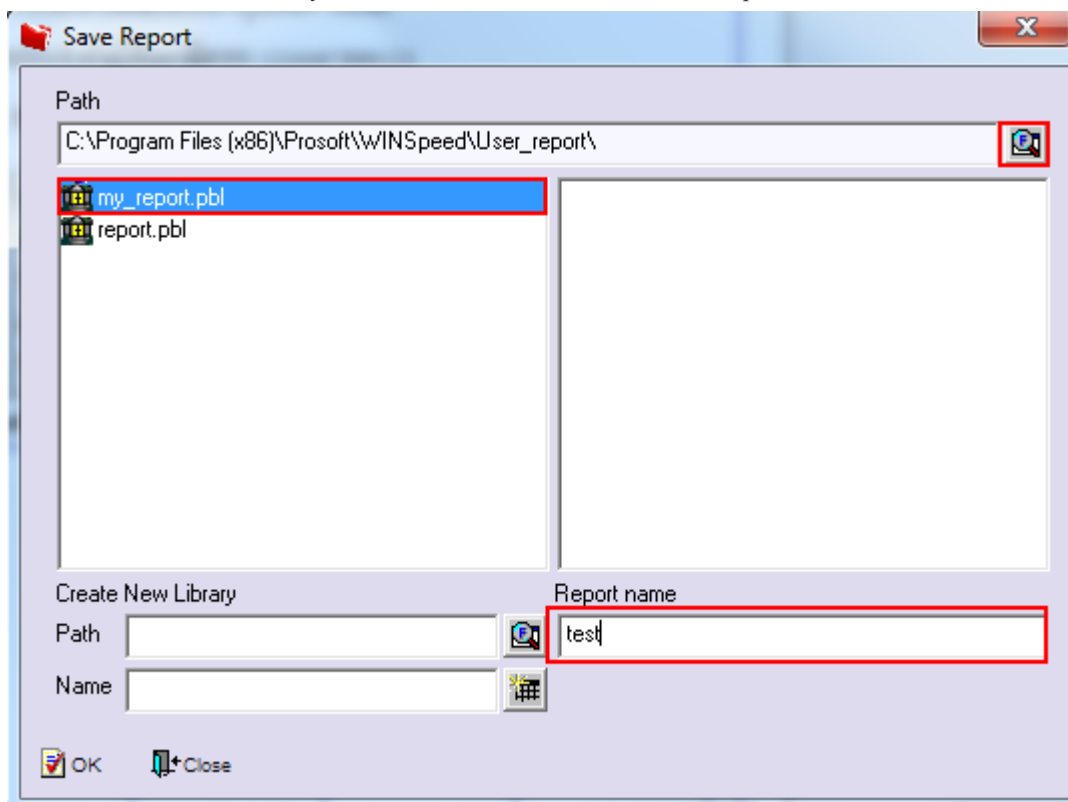 Save Report
Path
C:\Program Files (x86)\Prosoft\WINSpeed\User_report\
my_report.pbl
report.pbl
Create New Library
Report name
Path
test
Name
OK
Close